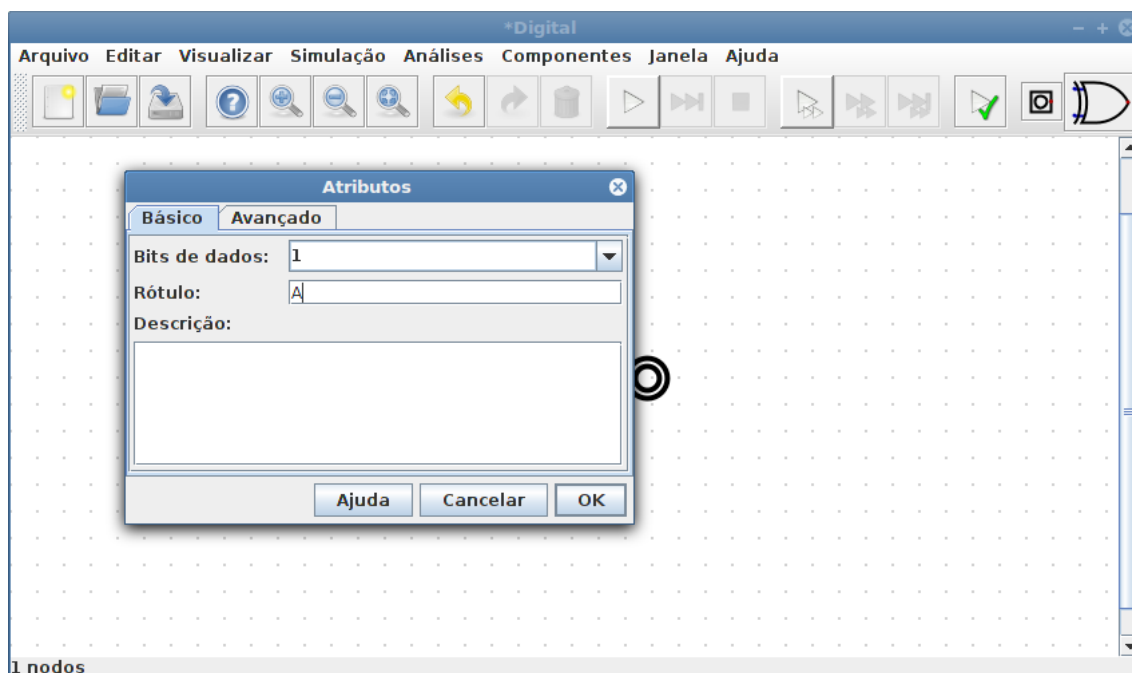 *Digital
Arquivo Editar Visualizar Simulação Análises Componentes Janela Ajuda
Atributos
Básico Avançado
Bits de dados: 1
Rótulo: A
Descrição:
Ajuda Cancelar OK
1 nodos